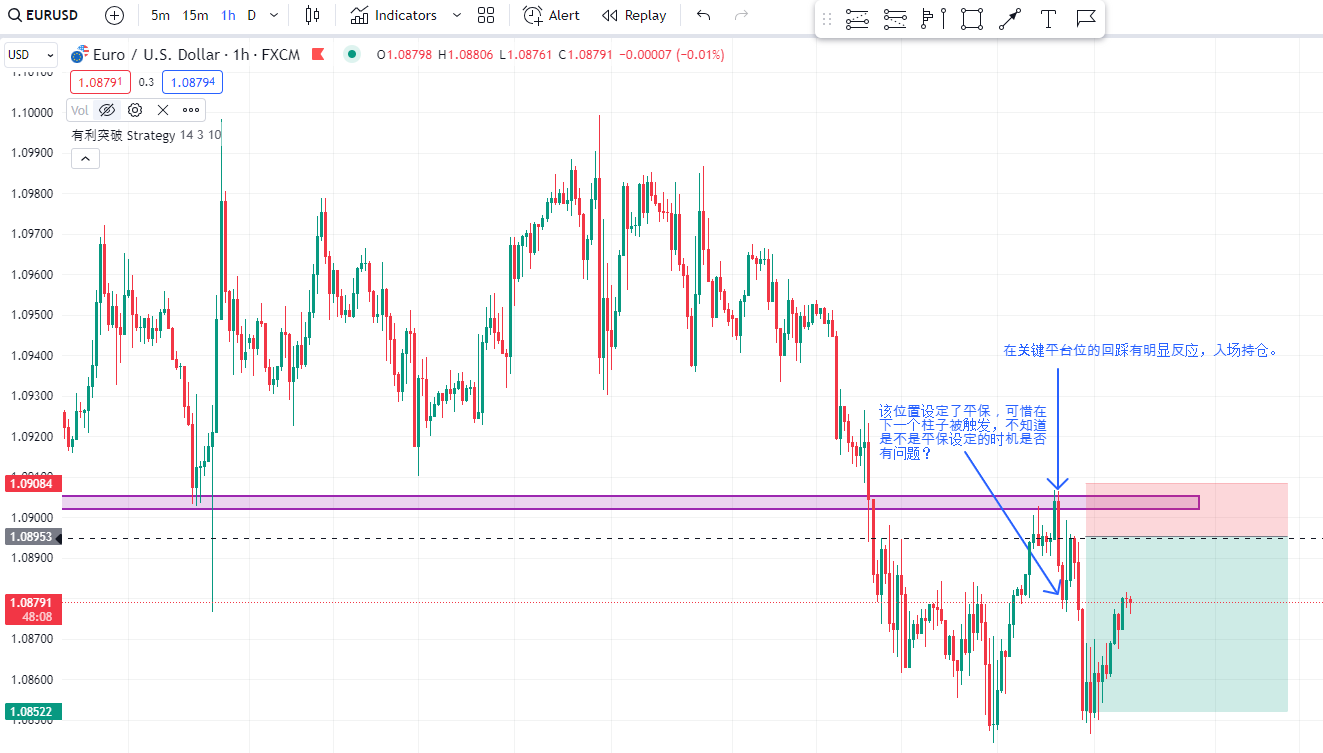 EURUSD 5m 15m 1h D Indicators Alert Replay
USD Euro / U.S. Dollar · 1h · FXCM O1.08798 H1.08806 L1.08761 C1.08791 −0.00007 (−0.01%)
1.10100
1.08791 0.3 1.08794
Vol
1.10000
有利突破 Strategy 14 3 10
1.09900
1.09800
1.09700
1.09600
1.09500
1.09400
在关键平台位的回踩有明显反应，入场持仓。
1.09300
该位置设定了平保，可惜在
下一个柱子被触发，不知道
是不是平保设定的时机是否
有问题？
1.09200
1.09100
1.09084
1.09000
1.08953
1.08900
1.08791
48:08
1.08700
1.08600
1.08522
1.08500